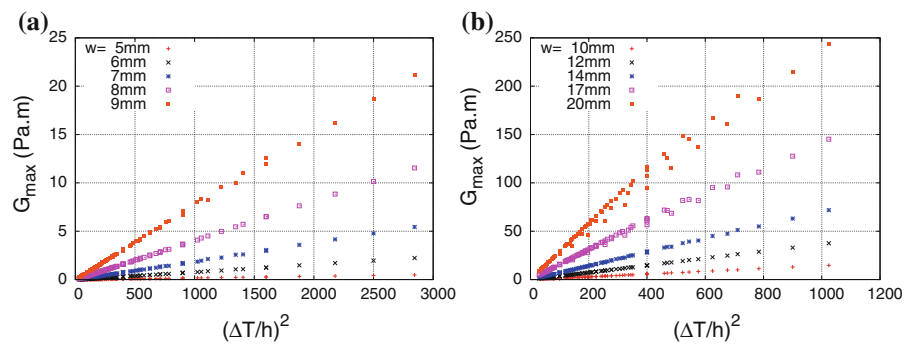 (a)
25
20
15
10
5
0
G_max (Pa.m)
w= 5mm
6mm
7mm
8mm
9mm
0 500 1000 1500 2000 2500 3000
(ΔT/h)²
(b)
250
200
150
100
50
0
G_max (Pa.m)
w= 10mm
12mm
14mm
17mm
20mm
0 200 400 600 800 1000 1200
(ΔT/h)²